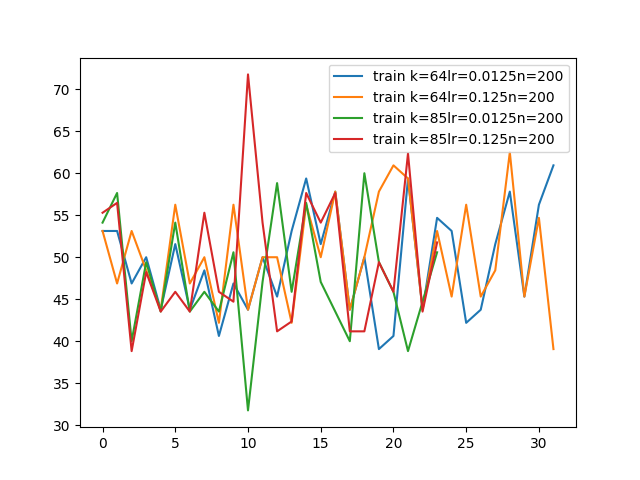 train k=64lr=0.0125n=200
train k=64lr=0.125n=200
train k=85lr=0.0125n=200
train k=85lr=0.125n=200
70
65
60
55
50
45
40
35
30
0 5 10 15 20 25 30